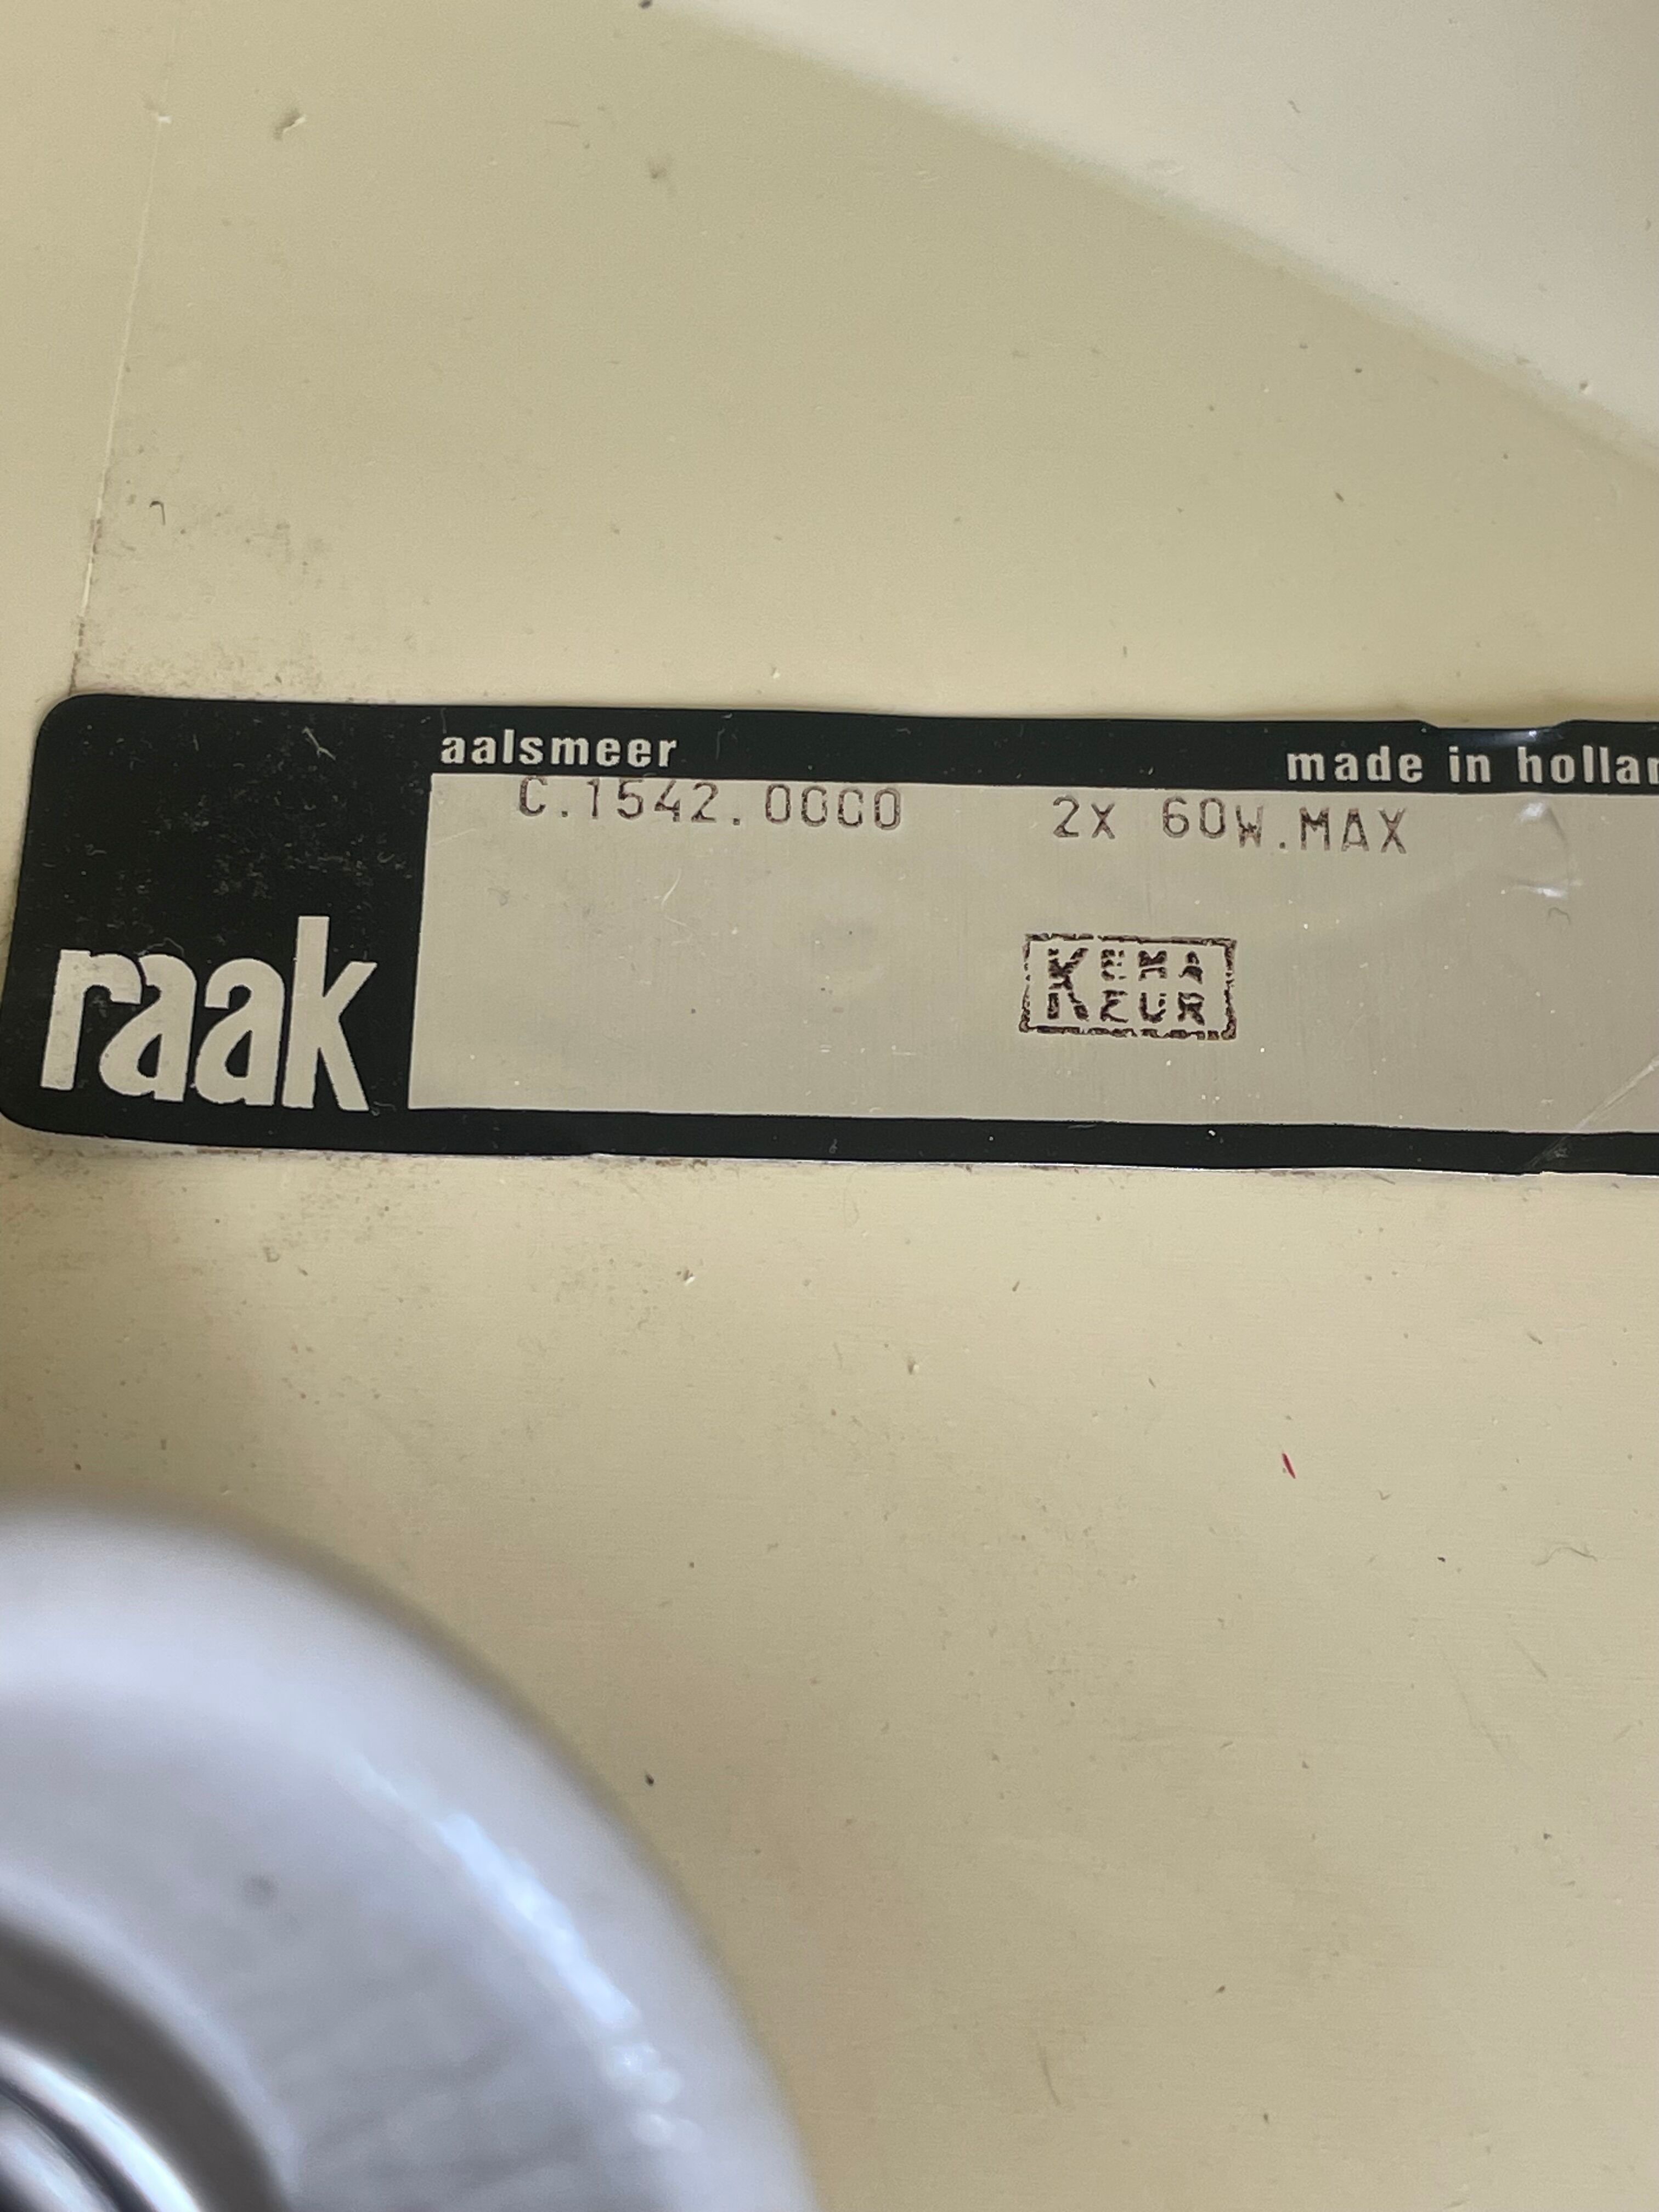 aalsmeer made in hollan
C.1542.0000 2X 60W.MAX
KEMA
KEUR
raak